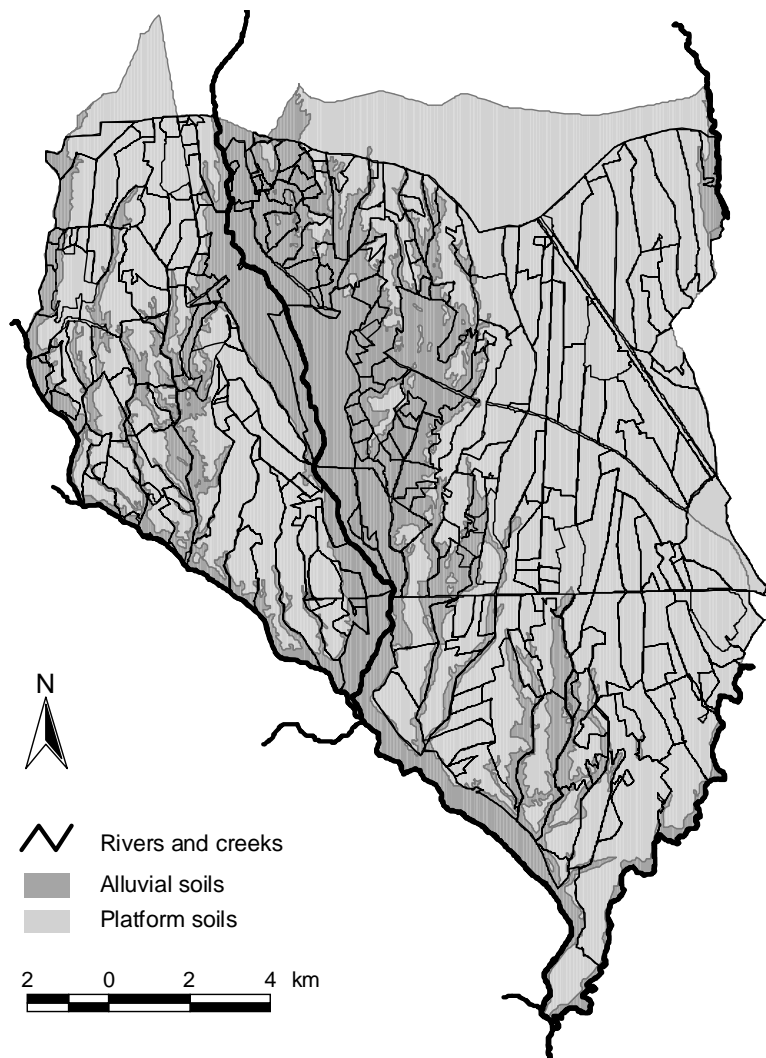 N
Rivers and creeks
Alluvial soils
Platform soils
2 0 2 4 km